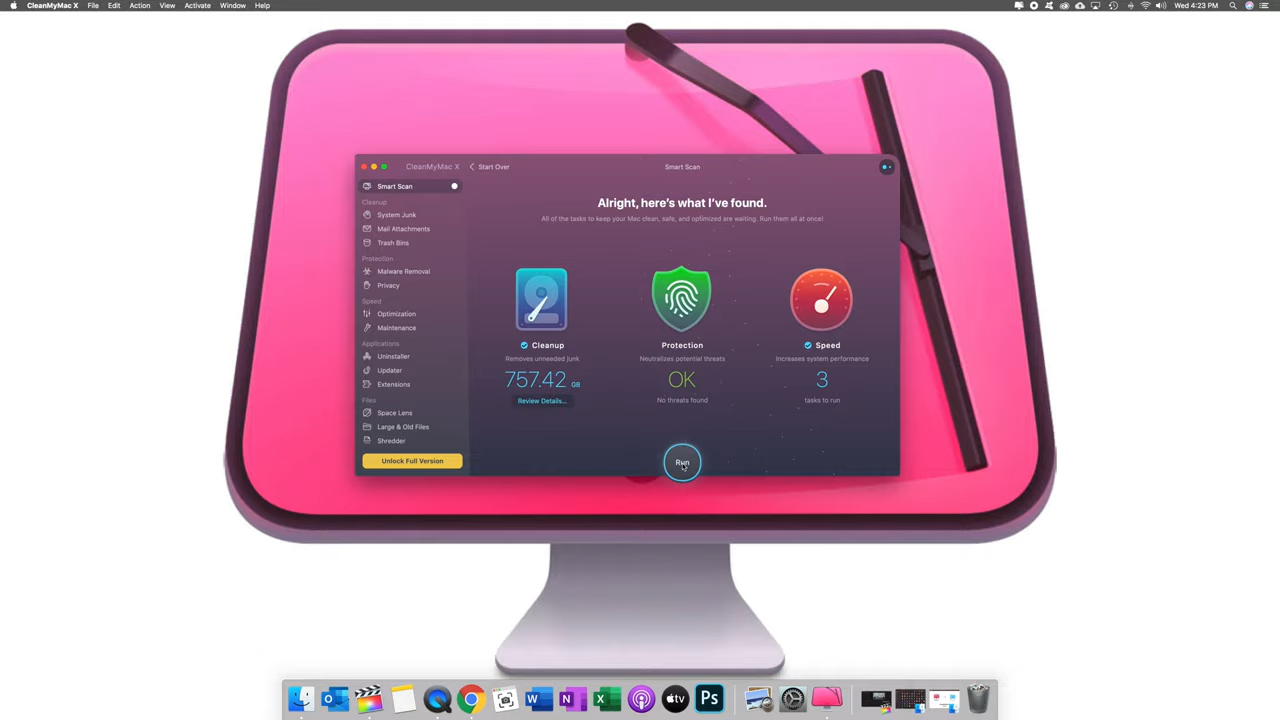 CleanMyMac X File Edit Action View Activate Window Help Wed 4:23 PM
CleanMyMac X Start Over Smart Scan
Smart Scan
Cleanup
System Junk
Mail Attachments
Trash Bins
Protection
Malware Removal
Privacy
Speed
Optimization
Maintenance
Applications
Uninstaller
Updater
Extensions
Files
Space Lens
Large & Old Files
Shredder
Unlock Full Version
Alright, here's what I've found.
All of the tasks to keep your Mac clean, safe, and optimized are waiting. Run them all at once!
Cleanup
Removes unneeded junk
757.42 GB
Review Details...
Protection
Neutralizes potential threats
OK
No threats found
Speed
Increases system performance
3
tasks to run
Run
tv
Ps